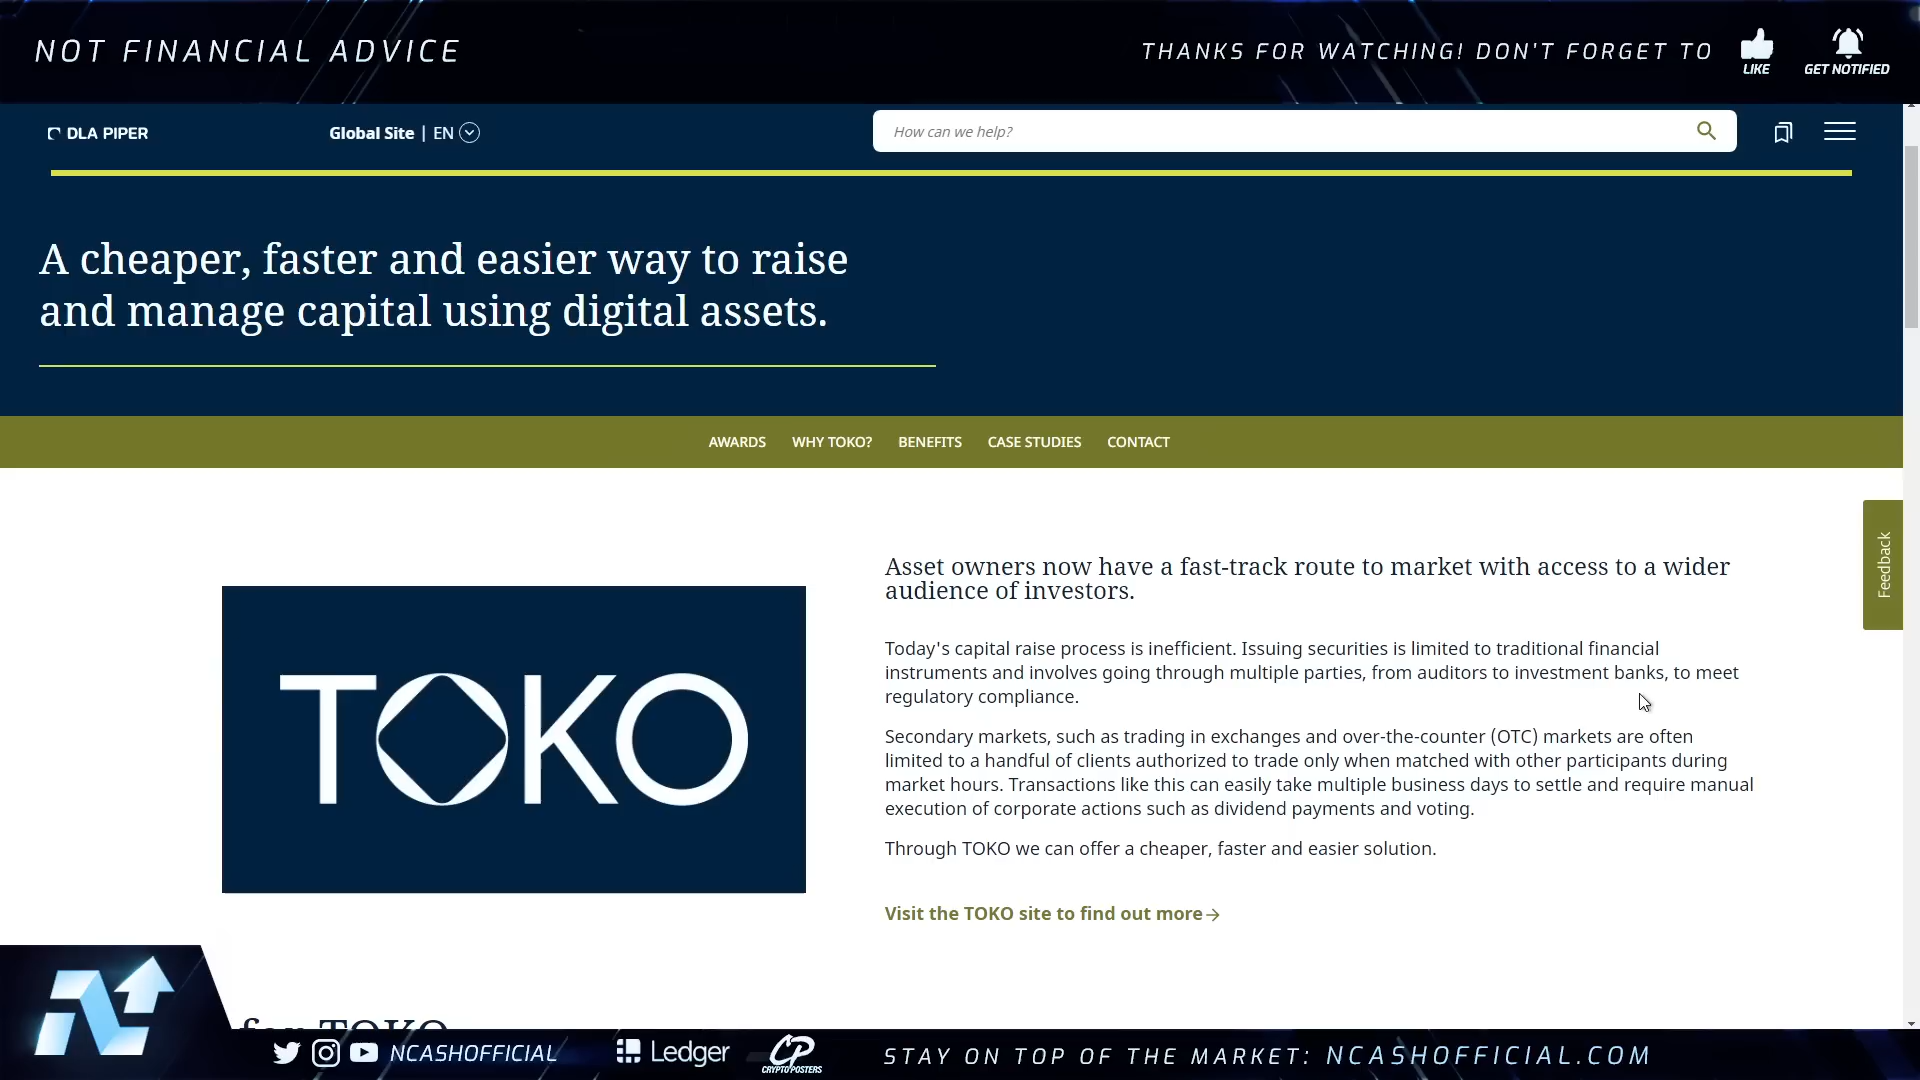 NOT FINANCIAL ADVICE
THANKS FOR WATCHING! DON'T FORGET TO
LIKE
GET NOTIFIED
DLA PIPER
Global Site | EN
How can we help?
A cheaper, faster and easier way to raise
and manage capital using digital assets.
AWARDS WHY TOKO? BENEFITS CASE STUDIES CONTACT
Feedback
TOKO
Asset owners now have a fast-track route to market with access to a wider
audience of investors.
Today's capital raise process is inefficient. Issuing securities is limited to traditional financial
instruments and involves going through multiple parties, from auditors to investment banks, to meet
regulatory compliance.
Secondary markets, such as trading in exchanges and over-the-counter (OTC) markets are often
limited to a handful of clients authorized to trade only when matched with other participants during
market hours. Transactions like this can easily take multiple business days to settle and require manual
execution of corporate actions such as dividend payments and voting.
Through TOKO we can offer a cheaper, faster and easier solution.
Visit the TOKO site to find out more→
for TOKO
NCASHOFFICIAL
Ledger
CP
CRYPTO POSTERS
STAY ON TOP OF THE MARKET: NCASHOFFICIAL.COM